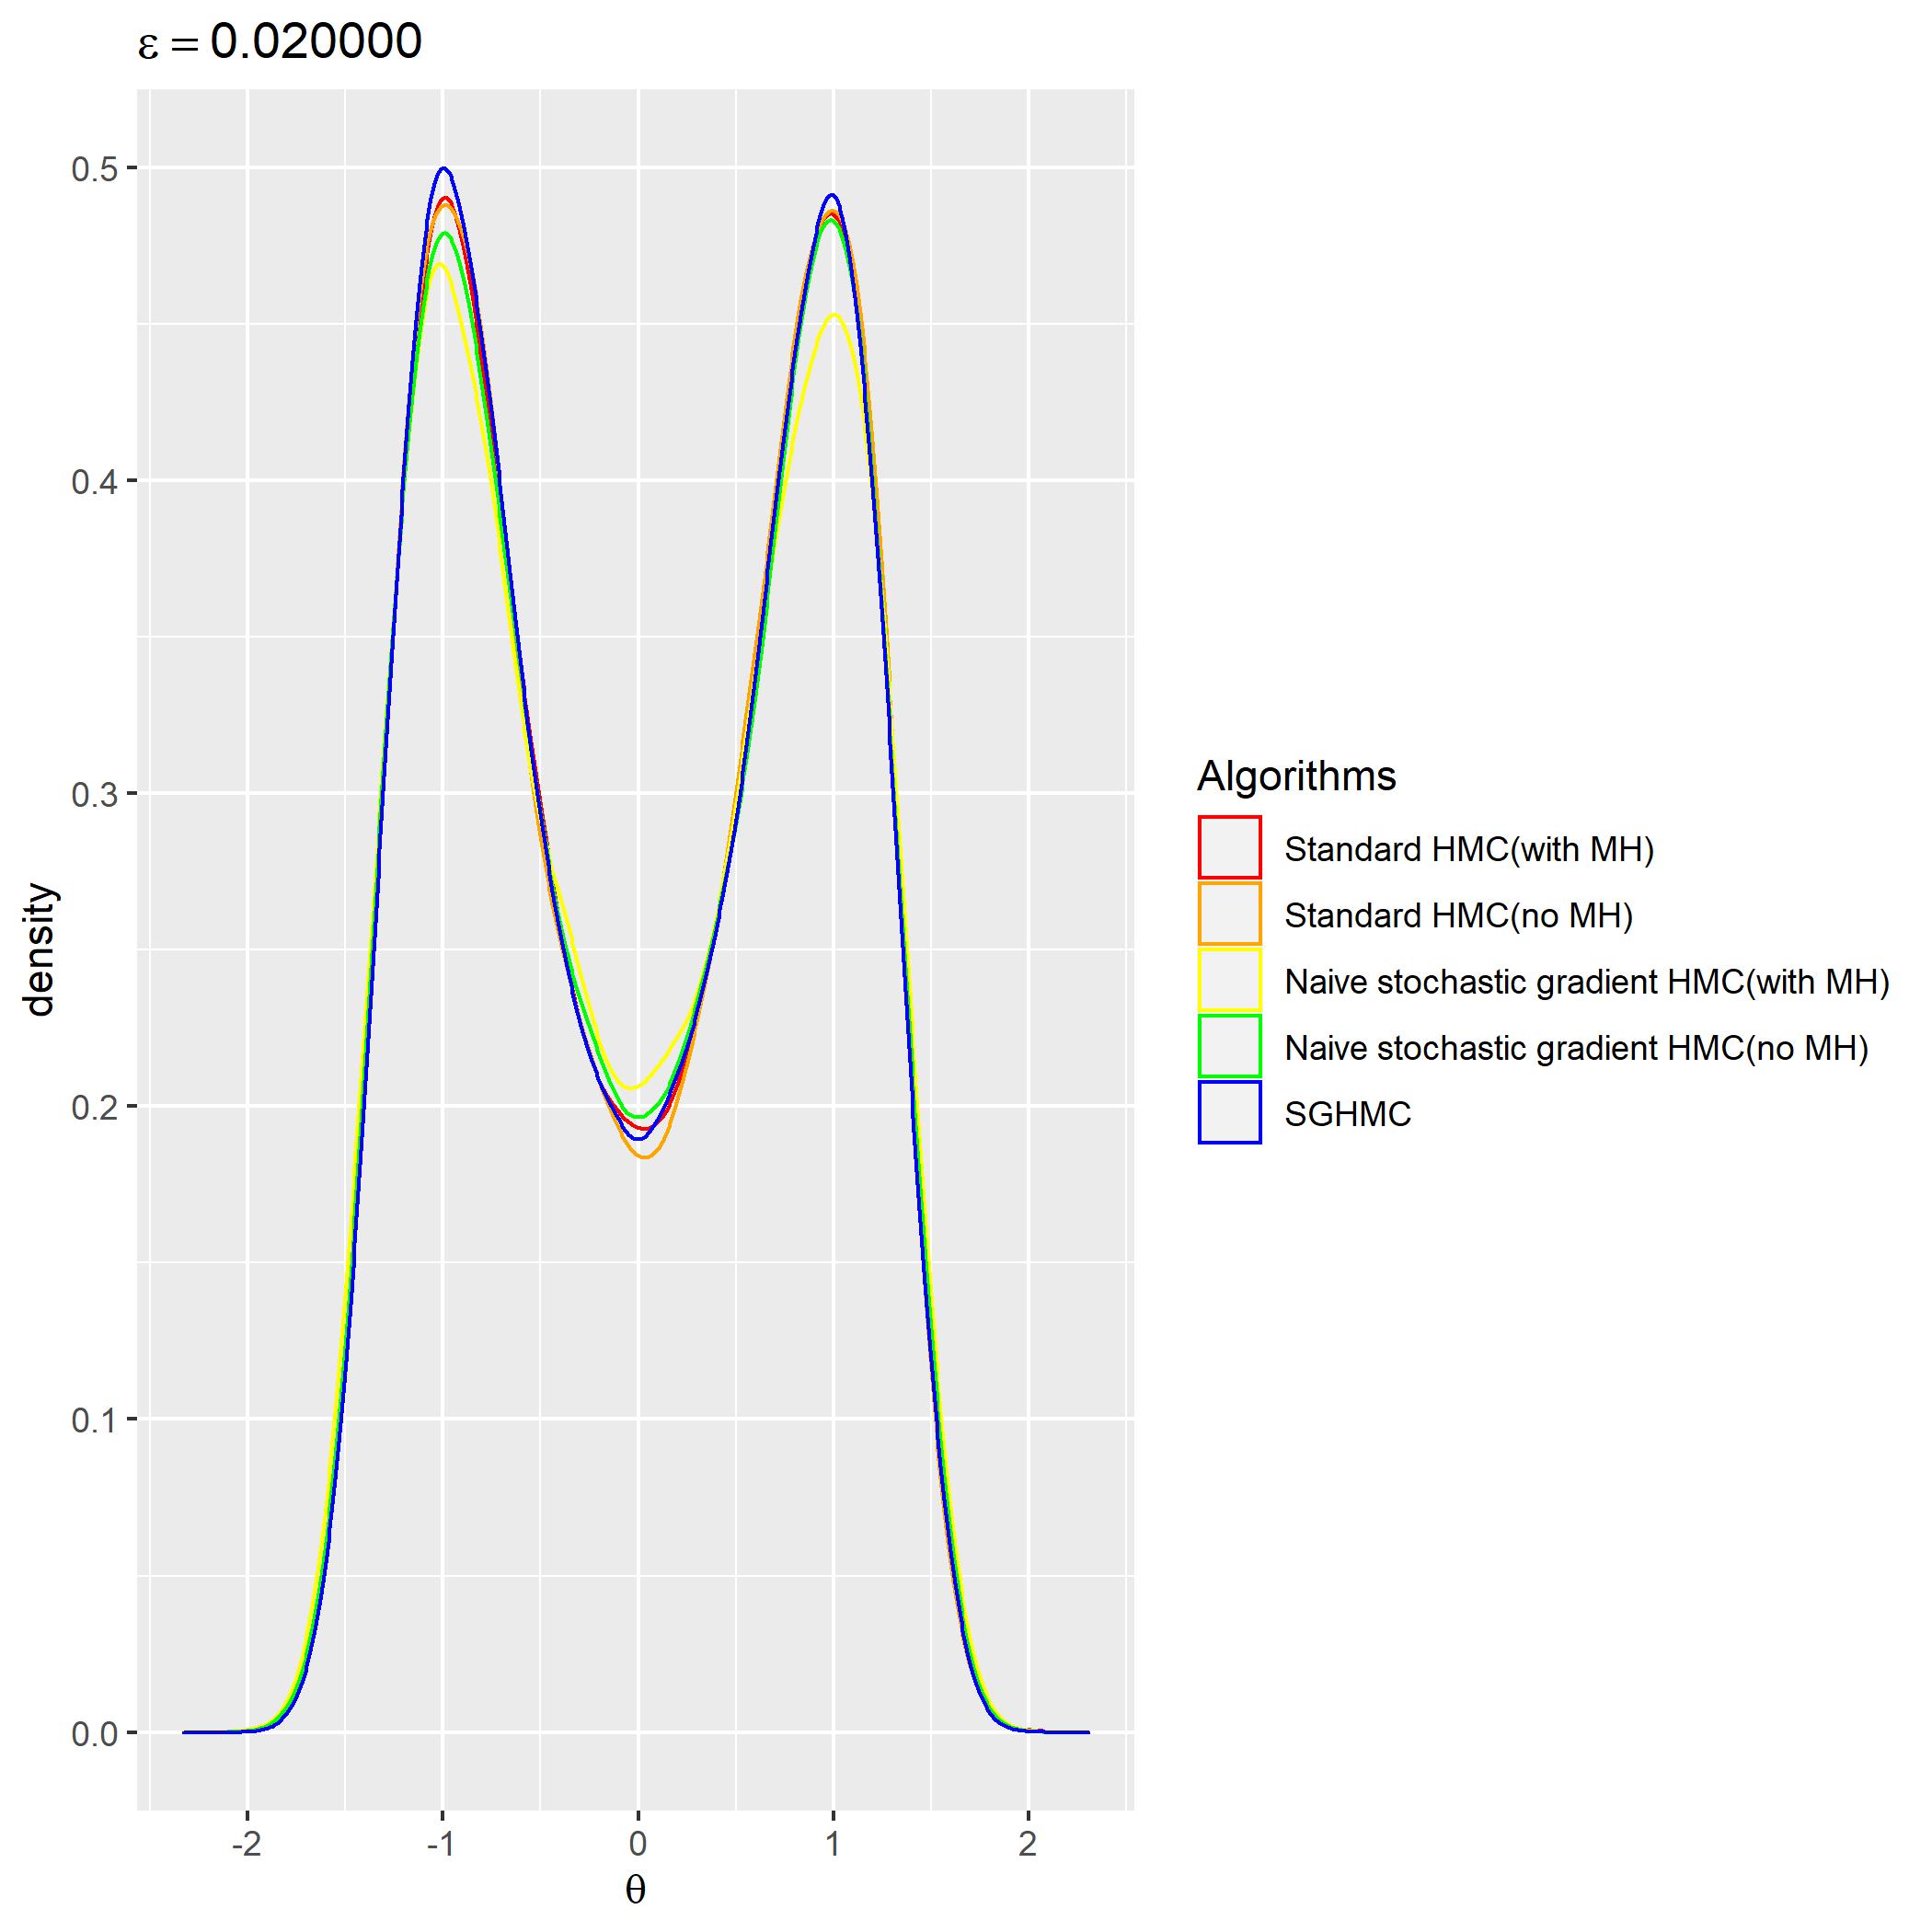 ε = 0.020000
0.5
0.4
0.3
0.2
0.1
0.0
density
-2
-1
0
1
2
θ
Algorithms
Standard HMC(with MH)
Standard HMC(no MH)
Naive stochastic gradient HMC(with MH)
Naive stochastic gradient HMC(no MH)
SGHMC